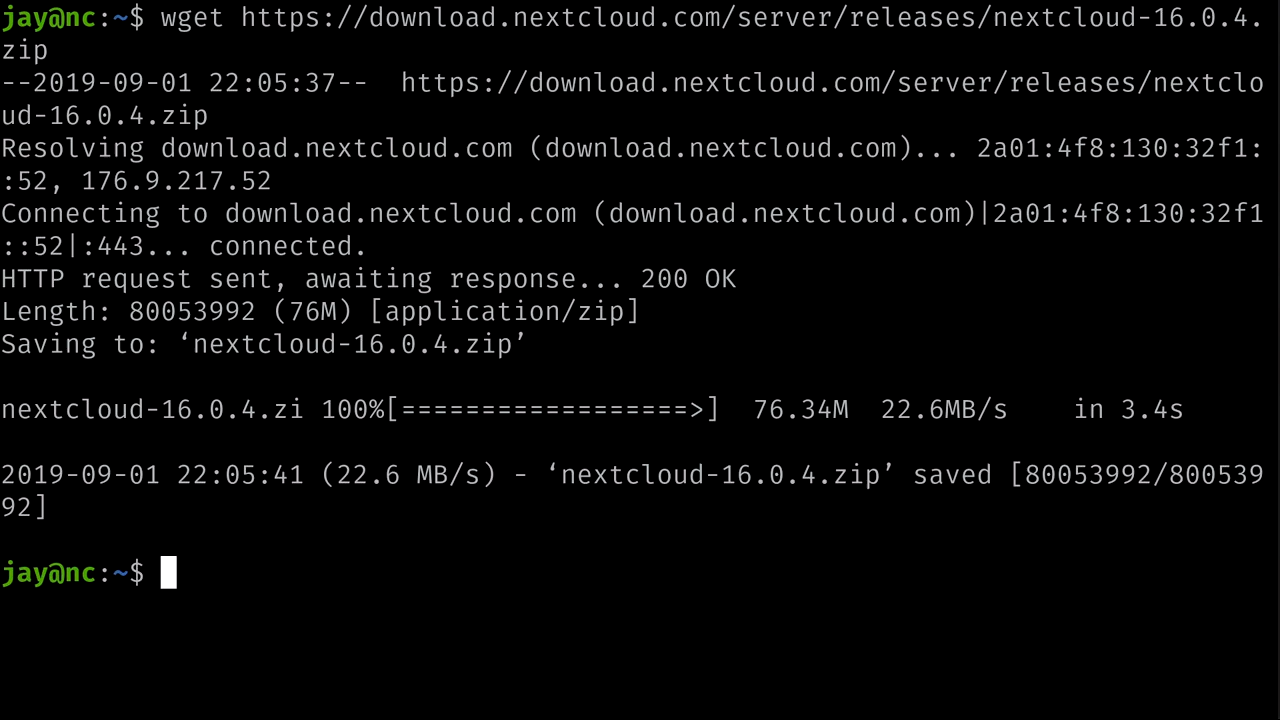 jay@nc:~$ wget https://download.nextcloud.com/server/releases/nextcloud-16.0.4.
zip
--2019-09-01 22:05:37--  https://download.nextcloud.com/server/releases/nextclo
ud-16.0.4.zip
Resolving download.nextcloud.com (download.nextcloud.com)... 2a01:4f8:130:32f1:
:52, 176.9.217.52
Connecting to download.nextcloud.com (download.nextcloud.com)|2a01:4f8:130:32f1
::52|:443... connected.
HTTP request sent, awaiting response... 200 OK
Length: 80053992 (76M) [application/zip]
Saving to: ‘nextcloud-16.0.4.zip’
nextcloud-16.0.4.zi 100%[==================>]  76.34M  22.6MB/s    in 3.4s
2019-09-01 22:05:41 (22.6 MB/s) - ‘nextcloud-16.0.4.zip’ saved [80053992/800539
92]
jay@nc:~$